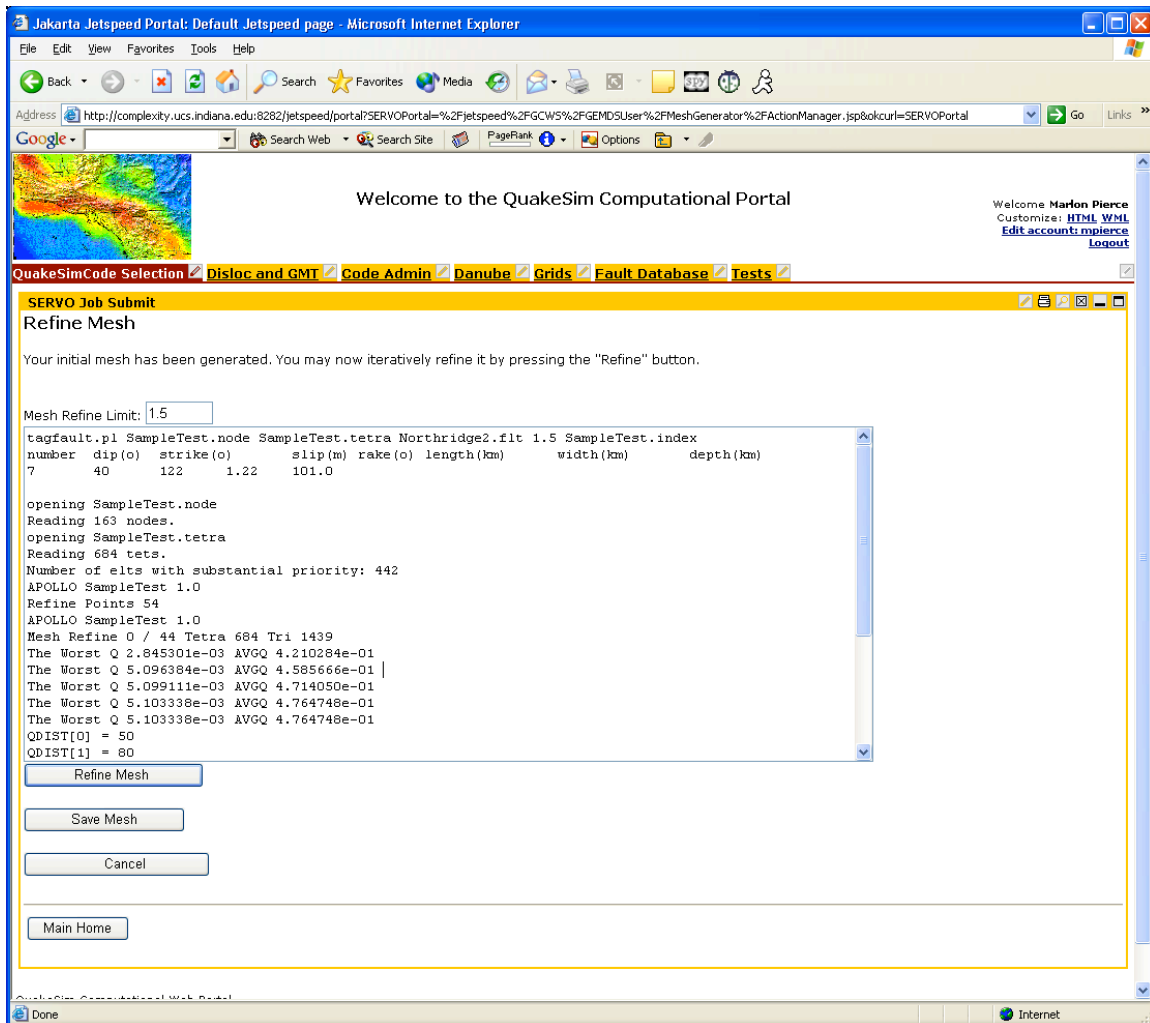 Jakarta Jetspeed Portal: Default Jetspeed page - Microsoft Internet Explorer
File Edit View Favorites Tools Help
Back Search Favorites Media SPY
Address http://complexity.ucs.indiana.edu:8282/jetspeed/portal?SERVOPortal=%2Fjetspeed%2FGCWS%2FGEMDSUser%2FMeshGenerator%2FActionManager.jsp&okcurl=SERVOPortal Go Links »
Google Search Web Search Site PageRank Options
Welcome to the QuakeSim Computational Portal
Welcome Marlon Pierce
Customize: HTML WML
Edit account: mpierce
Logout
QuakeSimCode Selection Disloc and GMT Code Admin Danube Grids Fault Database Tests
SERVO Job Submit
Refine Mesh
Your initial mesh has been generated. You may now iteratively refine it by pressing the "Refine" button.
Mesh Refine Limit: 1.5
tagfault.pl SampleTest.node SampleTest.tetra Northridge2.flt 1.5 SampleTest.index
number dip(o) strike(o) slip(m) rake(o) length(km) width(km) depth(km)
7 40 122 1.22 101.0
opening SampleTest.node
Reading 163 nodes.
opening SampleTest.tetra
Reading 684 tets.
Number of elts with substantial priority: 442
APOLLO SampleTest 1.0
Refine Points 54
APOLLO SampleTest 1.0
Mesh Refine 0 / 44 Tetra 684 Tri 1439
The Worst Q 2.845301e-03 AVGQ 4.210284e-01
The Worst Q 5.096384e-03 AVGQ 4.585666e-01
The Worst Q 5.099111e-03 AVGQ 4.714050e-01
The Worst Q 5.103338e-03 AVGQ 4.764748e-01
The Worst Q 5.103338e-03 AVGQ 4.764748e-01
QDIST[0] = 50
QDIST[1] = 80
Refine Mesh
Save Mesh
Cancel
Main Home
QuakeSim Computational Web Portal
Done Internet